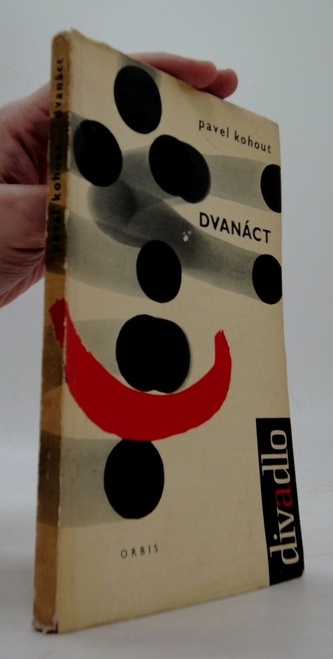 pavel kohout
DVANÁCT
divadlo
ORBIS
pavel kohout dvanáct